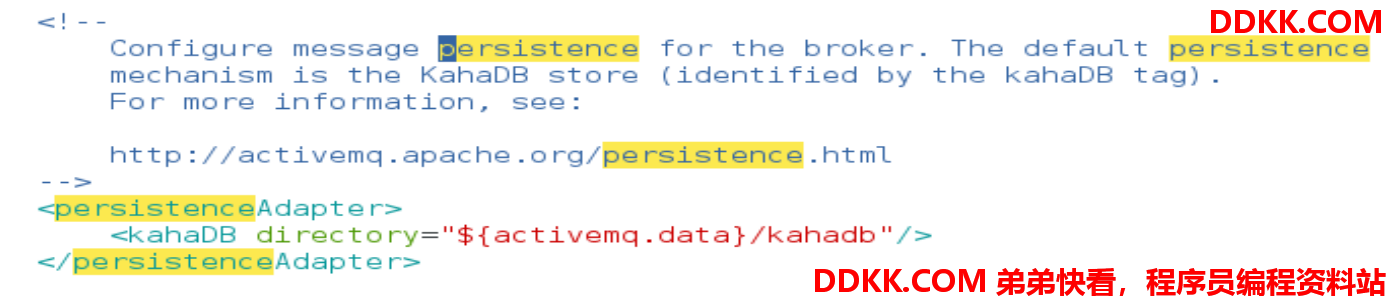 <!--
DDKK.COM
Configure message persistence for the broker. The default persistence
mechanism is the KahaDB store (identified by the kahaDB tag).
For more information, see:
http://activemq.apache.org/persistence.html
-->
<persistenceAdapter>
<kahaDB directory="${activemq.data}/kahadb"/>
</persistenceAdapter>
DDKK.COM 弟弟快看，程序员编程资料站